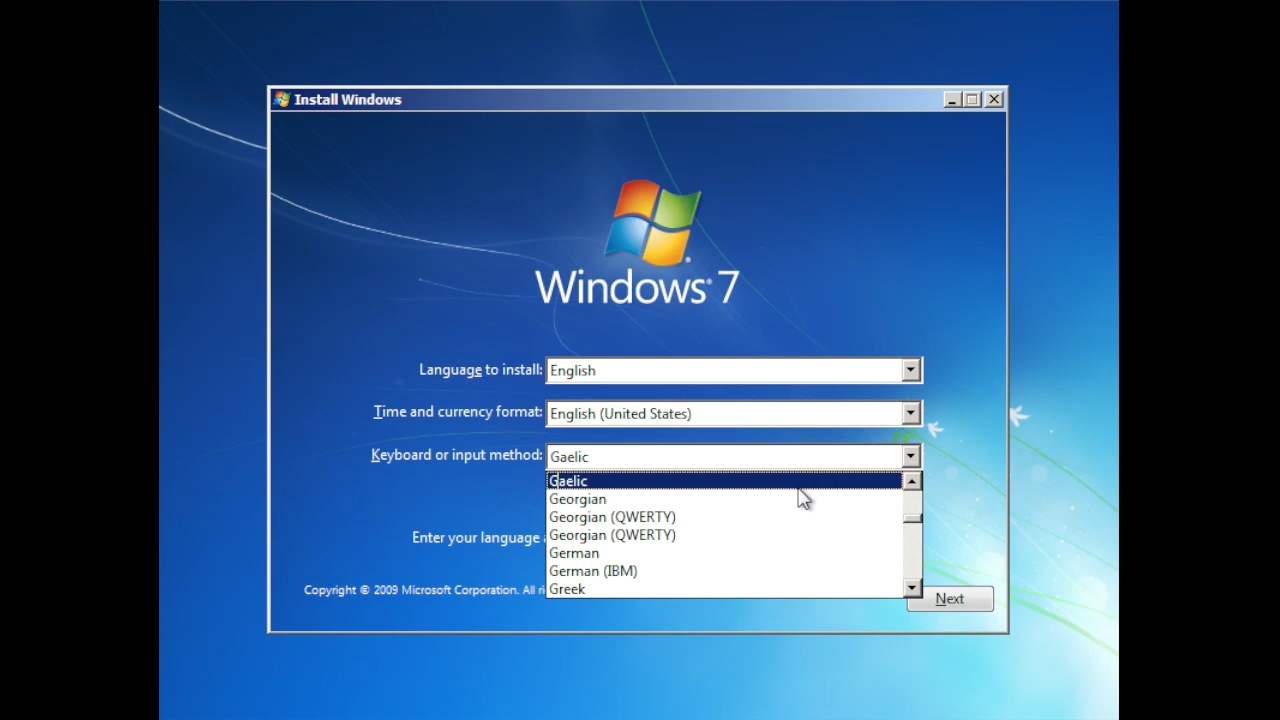 Install Windows
Windows® 7
Language to install: English
Time and currency format: English (United States)
Keyboard or input method: Gaelic
Gaelic
Georgian
Georgian (QWERTY)
Georgian (QWERTY)
German
German (IBM)
Greek
Enter your language
Copyright © 2009 Microsoft Corporation. All ri
Next